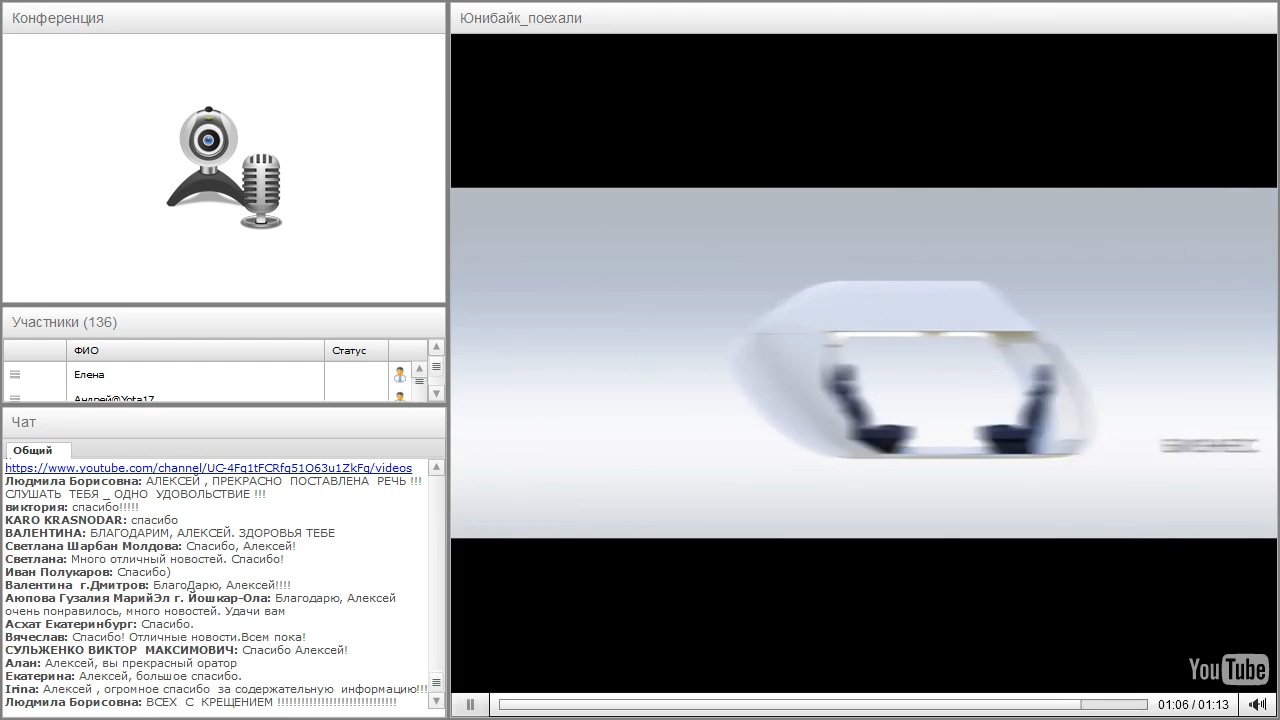 Конференция
Юнибайк_поехали
Участники (136)
ФИО
Статус
Елена
Андрей@Yota17
Чат
Общий
https://www.youtube.com/channel/UC-4Fq1tFCRfq51O63u1ZkFg/videos
Людмила Борисовна: АЛЕКСЕЙ , ПРЕКРАСНО ПОСТАВЛЕНА РЕЧЬ !!!
СЛУШАТЬ ТЕБЯ _ ОДНО УДОВОЛЬСТВИЕ !!!
виктория: спасибо!!!!!
KARO KRASNODAR: спасибо
ВАЛЕНТИНА: БЛАГОДАРИМ, АЛЕКСЕЙ. ЗДОРОВЬЯ ТЕБЕ
Светлана Шарбан Молдова: Спасибо, Алексей!
Светлана: Много отличный новостей. Спасибо!
Иван Полукаров: Спасибо)
Валентина г.Дмитров: БлагоДарю, Алексей!!!!
Аюпова Гузалия МарийЭл г. Йошкар-Ола: Благодарю, Алексей
очень понравилось, много новостей. Удачи вам
Асхат Екатеринбург: Спасибо.
Вячеслав: Спасибо! Отличные новости.Всем пока!
СУЛЬЖЕНКО ВИКТОР МАКСИМОВИЧ: Спасибо Алексей!
Алан: Алексей, вы прекрасный оратор
Екатерина: Алексей, большое спасибо.
Irina: Алексей , огромное спасибо за содержательную информацию!!!
Людмила Борисовна: ВСЕХ С КРЕЩЕНИЕМ !!!!!!!!!!!!!!!!!!!!!!!!!!!!!!
YouTube
01:06 / 01:13